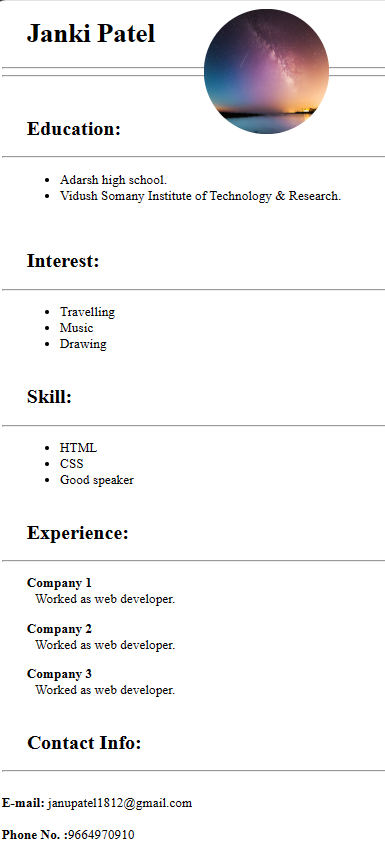 Janki Patel
Education:
Adarsh high school.
Vidush Somany Institute of Technology & Research.
Interest:
Travelling
Music
Drawing
Skill:
HTML
CSS
Good speaker
Experience:
Company 1
Worked as web developer.
Company 2
Worked as web developer.
Company 3
Worked as web developer.
Contact Info:
E-mail: janupatel1812@gmail.com
Phone No. :9664970910